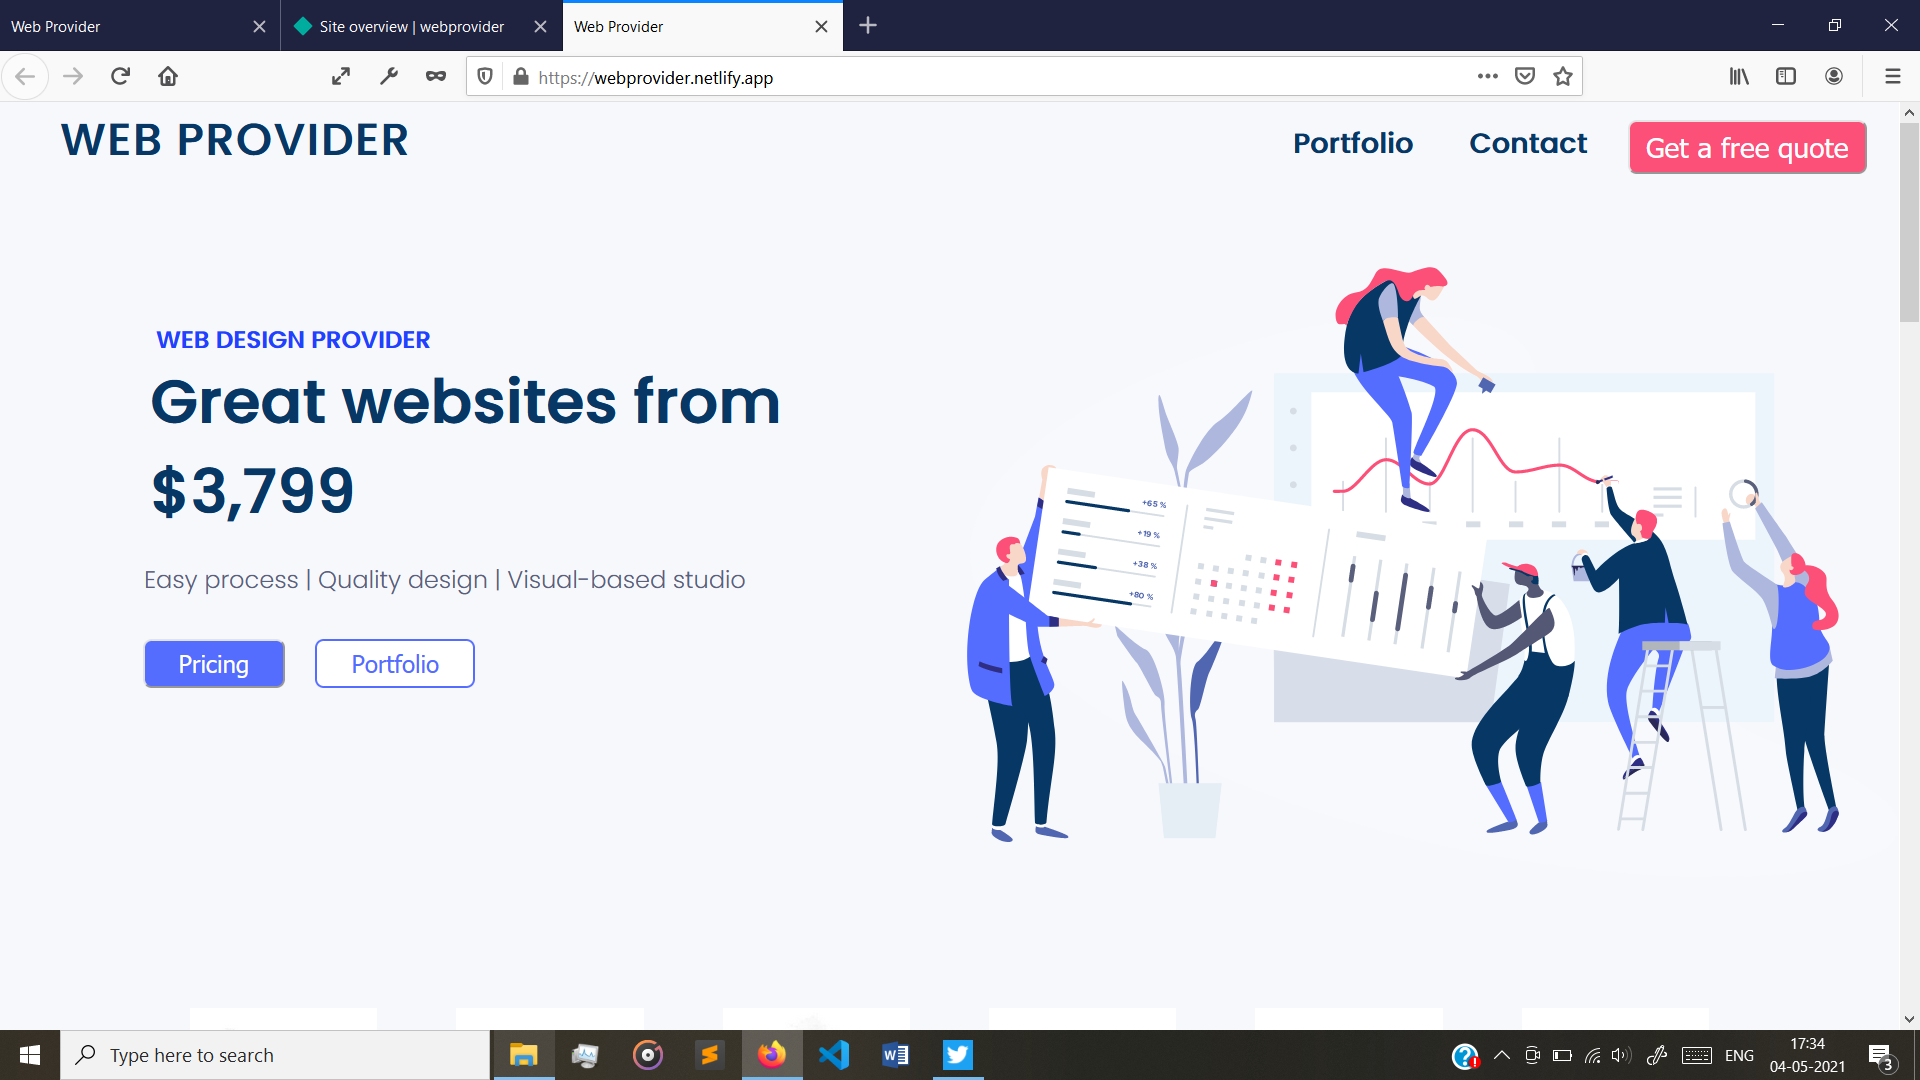 Web Provider
Site overview | webprovider
Web Provider
https://webprovider.netlify.app
WEB PROVIDER
Portfolio
Contact
Get a free quote
WEB DESIGN PROVIDER
Great websites from
$3,799
Easy process | Quality design | Visual-based studio
Pricing
Portfolio
+65 %
+19 %
+38 %
+80 %
Type here to search
ENG
17:34
04-05-2021
3